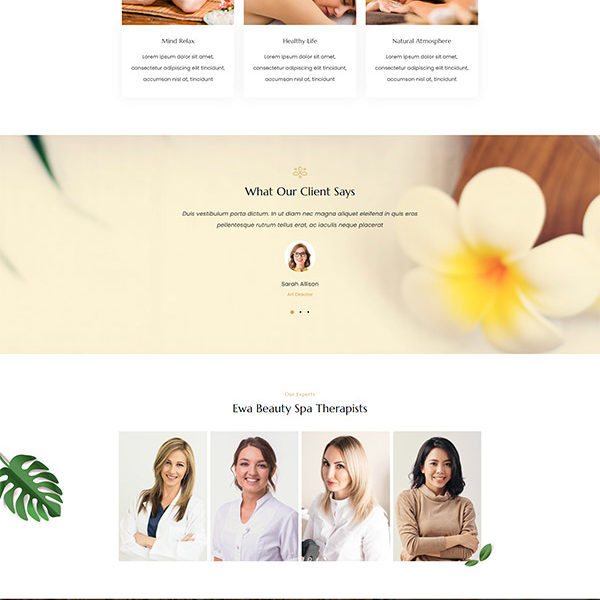 Mind Relax
Healthy Life
Natural Atmosphere
Lorem ipsum dolor sit amet,
consectetur adipiscing elit tincidunt,
accumsan nisl at, tincidunt
Lorem ipsum dolor sit amet,
consectetur adipiscing elit tincidunt,
accumsan nisl at, tincidunt
Lorem ipsum dolor sit amet,
consectetur adipiscing elit tincidunt,
accumsan nisl at, tincidunt
What Our Client Says
Duis vestibulum porta dictum. In ut diam nec magna aliquet eleifend in quis eros
pellentesque rutrum tellus erat, ac iaculis neque placerat
Sarah Allison
Art Director
Our Experts
Ewa Beauty Spa Therapists